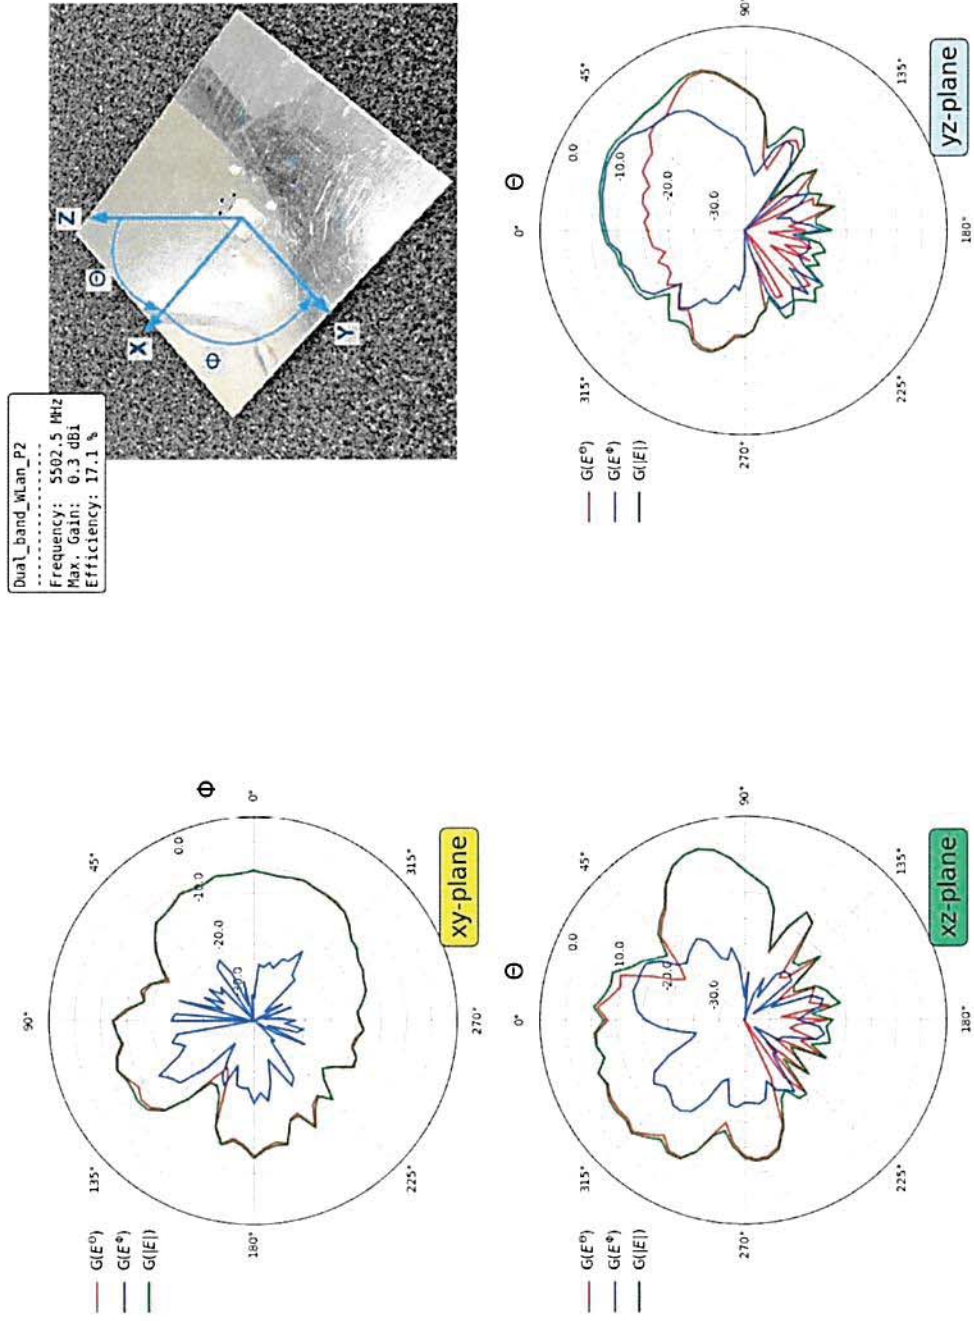 Dual_band_WLan_P2
--------------
Frequency: 5502.5 MHz
Max. Gain: 0.3 dBi
Efficiency: 17.1 %
Z
Θ
X
Φ
Y
G(E^Θ)
G(E^Φ)
G(|E|)
90°
45°
135°
Φ
0.0
-10.0
-20.0
0°
180°
315°
225°
270°
xy-plane
G(E^Θ)
G(E^Φ)
G(|E|)
Θ
0°
45°
315°
0.0
10.0
-20.0
-30.0
90°
270°
135°
225°
180°
xz-plane
G(E^Θ)
G(E^Φ)
G(|E|)
Θ
0°
45°
315°
0.0
-10.0
-20.0
-30.0
90°
270°
135°
225°
180°
yz-plane